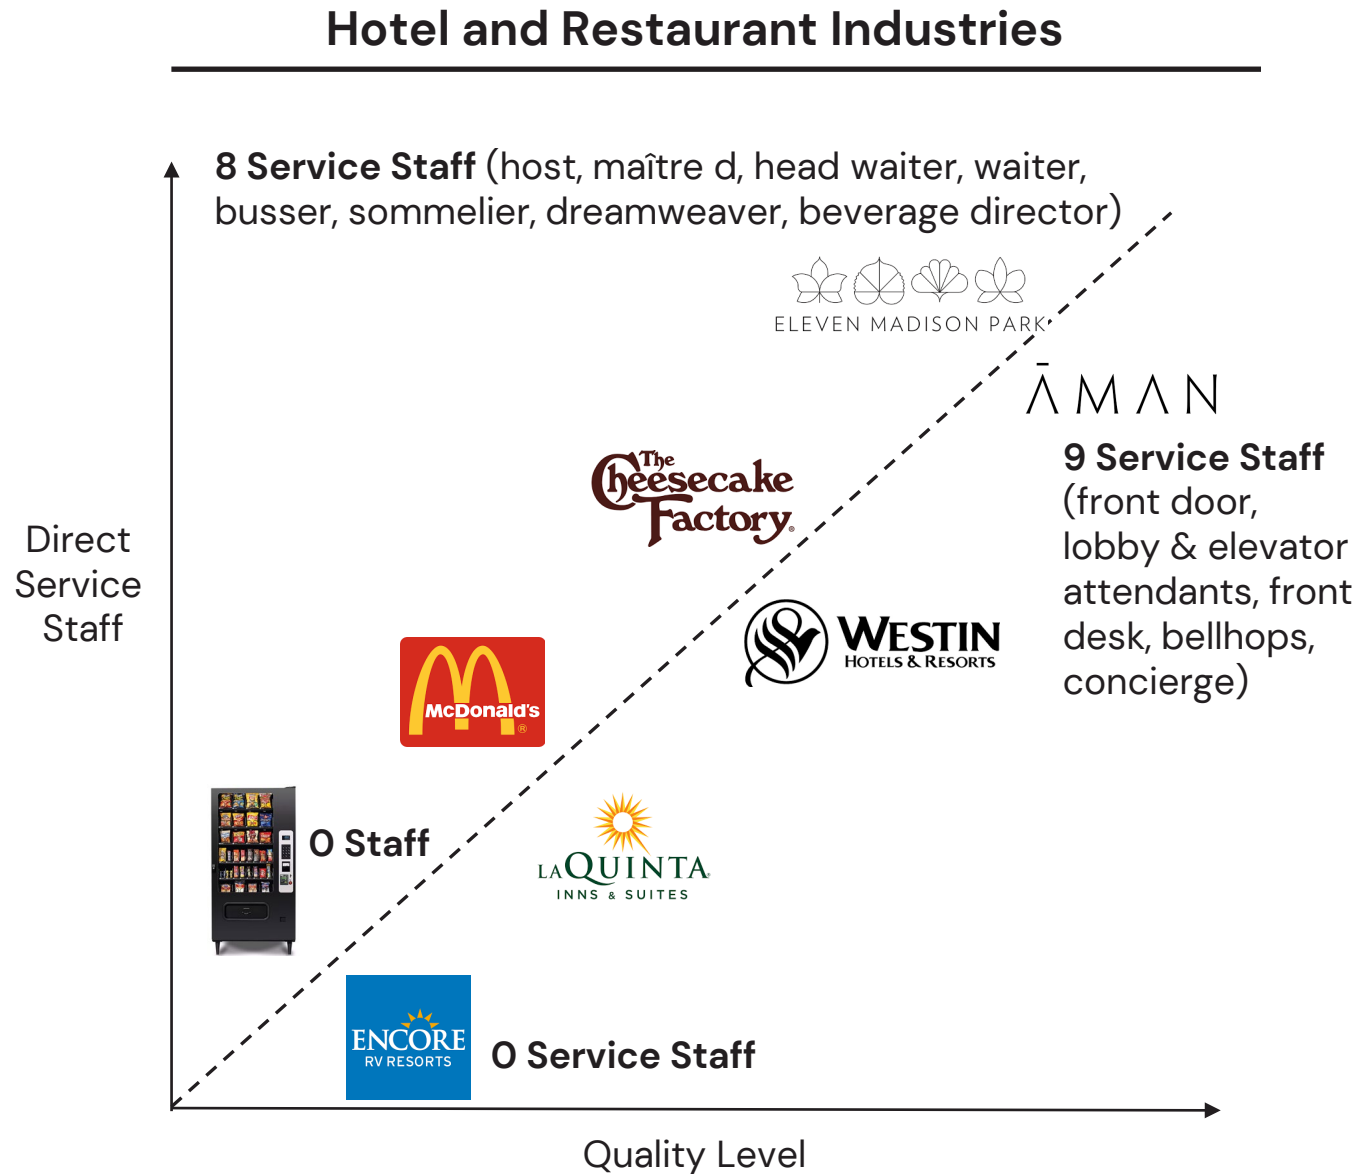 Hotel and Restaurant Industries
8 Service Staff (host, maître d, head waiter, waiter,
busser, sommelier, dreamweaver, beverage director)
ELEVEN MADISON PARK
ĀMAN
9 Service Staff
(front door,
lobby & elevator
attendants, front
desk, bellhops,
concierge)
The
Cheesecake
Factory®
Direct
Service
Staff
WESTIN
HOTELS & RESORTS
McDonald's
®
0 Staff
LAQUINTA
INNS & SUITES
ENCORE
RV RESORTS
0 Service Staff
Quality Level